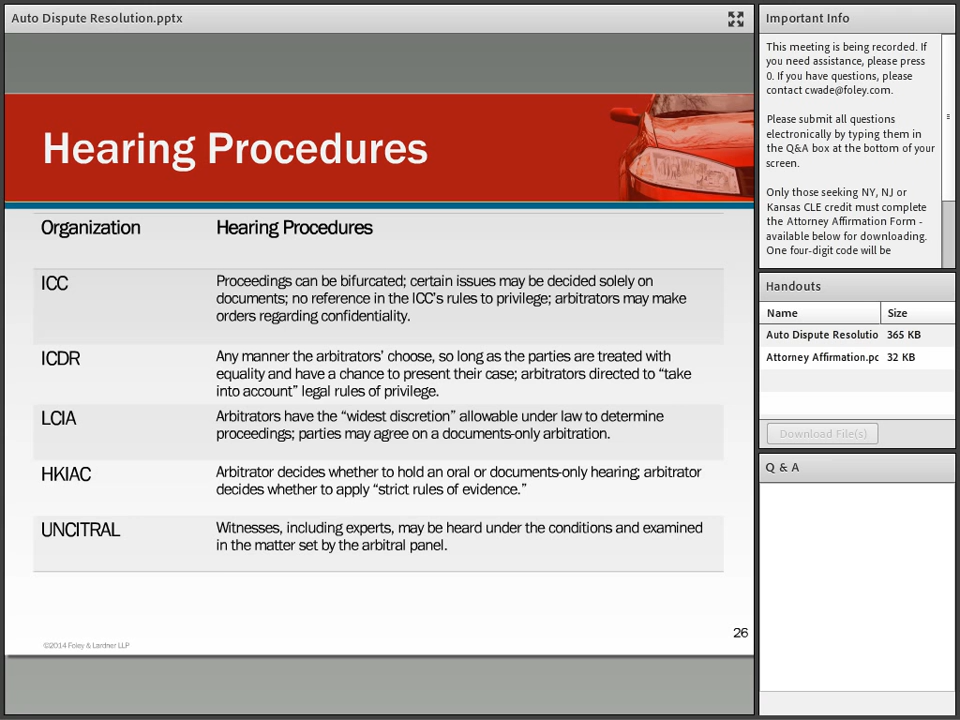 Auto Dispute Resolution.pptx
Hearing Procedures
Organization Hearing Procedures
ICC Proceedings can be bifurcated; certain issues may be decided solely on
documents; no reference in the ICC's rules to privilege; arbitrators may make
orders regarding confidentiality.
ICDR Any manner the arbitrators' choose, so long as the parties are treated with
equality and have a chance to present their case; arbitrators directed to “take
into account” legal rules of privilege.
LCIA Arbitrators have the “widest discretion” allowable under law to determine
proceedings; parties may agree on a documents-only arbitration.
HKIAC Arbitrator decides whether to hold an oral or documents-only hearing; arbitrator
decides whether to apply “strict rules of evidence.”
UNCITRAL Witnesses, including experts, may be heard under the conditions and examined
in the matter set by the arbitral panel.
26
©2014 Foley & Lardner LLP
Important Info
This meeting is being recorded. If
you need assistance, please press
0. If you have questions, please
contact cwade@foley.com.
Please submit all questions
electronically by typing them in
the Q&A box at the bottom of your
screen.
Only those seeking NY, NJ or
Kansas CLE credit must complete
the Attorney Affirmation Form -
available below for downloading.
One four-digit code will be
Handouts
Name Size
Auto Dispute Resolutio 365 KB
Attorney Affirmation.pc 32 KB
Download File(s)
Q & A